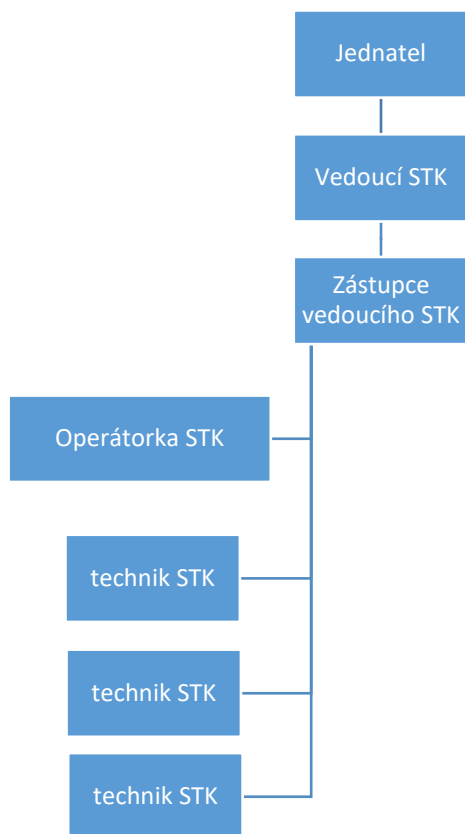 Jednatel
Vedoucí STK
Zástupce
vedoucího STK
Operátorka STK
technik STK
technik STK
technik STK